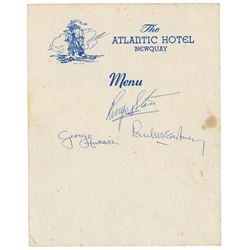 The
ATLANTIC HOTEL
NEWQUAY
Menu
Ringo Starr
George Paul McCartney
Harrison